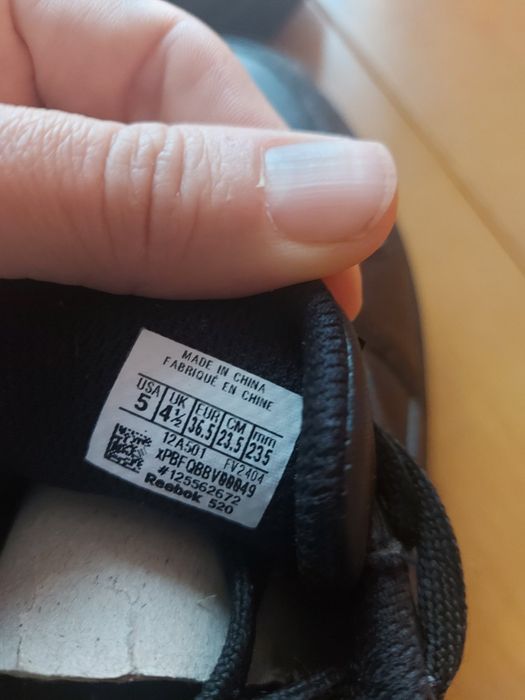 MADE IN CHINA
FABRIQUÉ EN CHINE
USA UK EUR CM mm
5 4½ 36.5 23.5 235
12A501 FV2404
XPBFQBBV00049
#125562672
Reebok 520